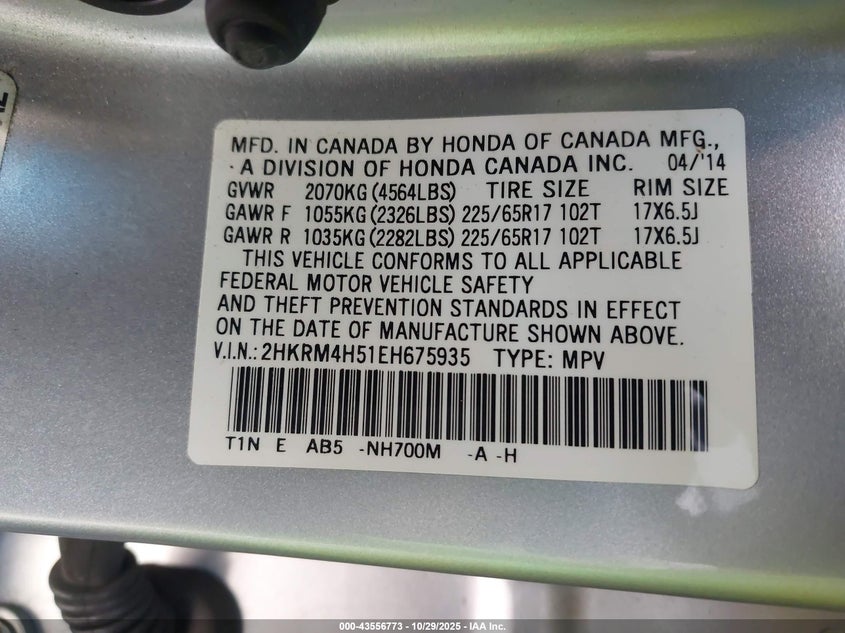 MFD. IN CANADA BY HONDA OF CANADA MFG.,
A DIVISION OF HONDA CANADA INC. 04/'14
GVWR 2070KG (4564LBS) TIRE SIZE RIM SIZE
GAWR F 1055KG (2326LBS) 225/65R17 102T 17X6.5J
GAWR R 1035KG (2282LBS) 225/65R17 102T 17X6.5J
THIS VEHICLE CONFORMS TO ALL APPLICABLE
FEDERAL MOTOR VEHICLE SAFETY
AND THEFT PREVENTION STANDARDS IN EFFECT
ON THE DATE OF MANUFACTURE SHOWN ABOVE.
V.I.N.: 2HKRM4H51EH675935 TYPE: MPV
T1N E AB5 -NH700M -A -H
000-43556773 | 10/29/2025 | IAA Inc.